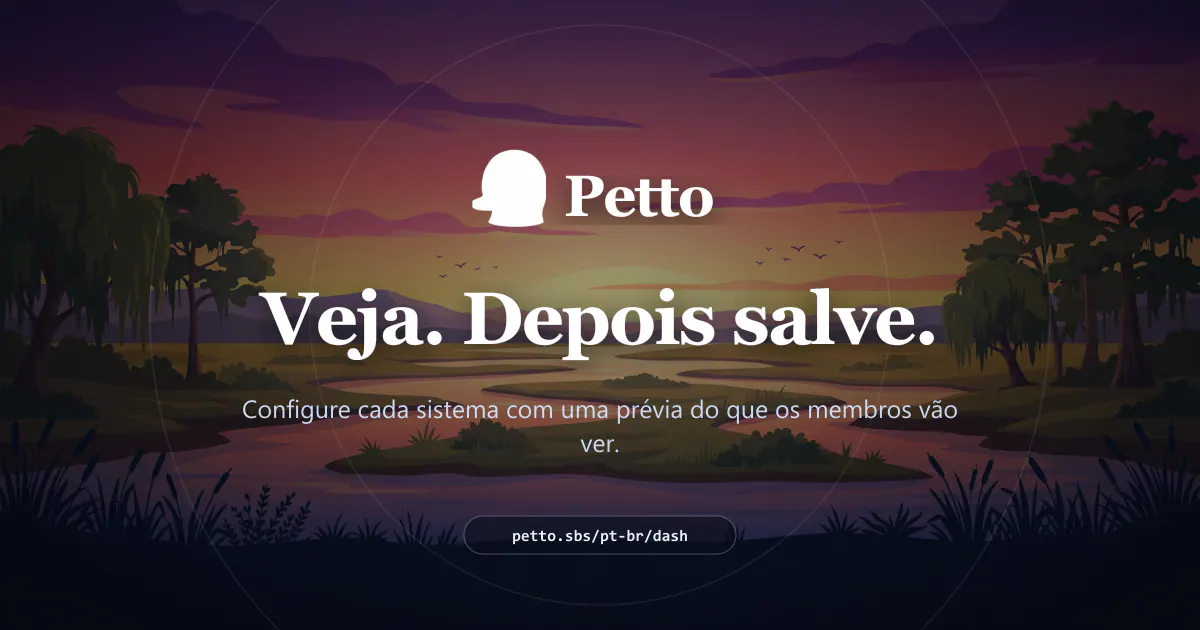 Petto
Veja. Depois salve.
Configure cada sistema com uma prévia do que os membros vão
ver.
petto.sbs/pt-br/dash